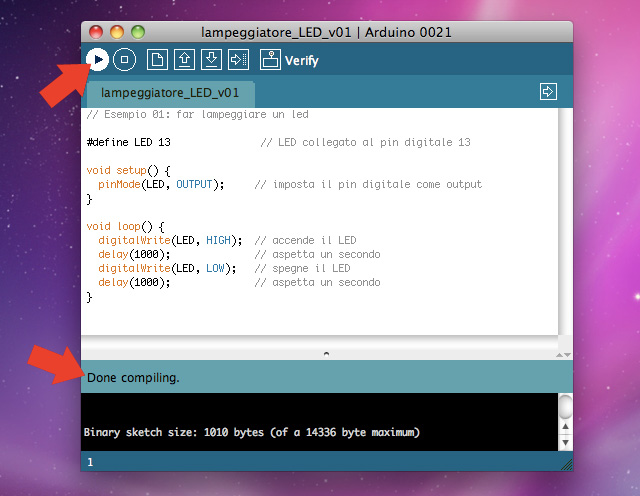 lampeggiatore_LED_v01 | Arduino 0021
Verify
lampeggiatore_LED_v01
// Esempio 01: far lampeggiare un led
#define LED 13 // LED collegato al pin digitale 13
void setup() {
pinMode(LED, OUTPUT); // imposta il pin digitale come output
}
void loop() {
digitalWrite(LED, HIGH); // accende il LED
delay(1000); // aspetta un secondo
digitalWrite(LED, LOW); // spegne il LED
delay(1000); // aspetta un secondo
}
Done compiling.
Binary sketch size: 1010 bytes (of a 14336 byte maximum)
1